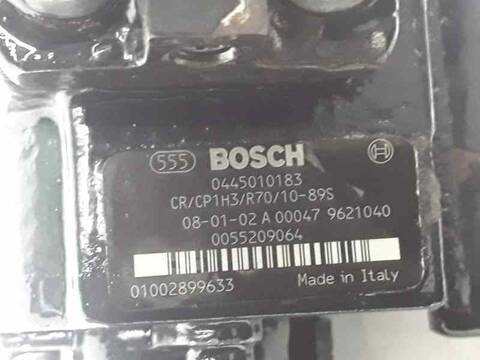 555 BOSCH
0445010183
CR/CP1H3/R70/10-89S
08-01-02 A 00047 9621040
0055209064
01002899633 Made in Italy